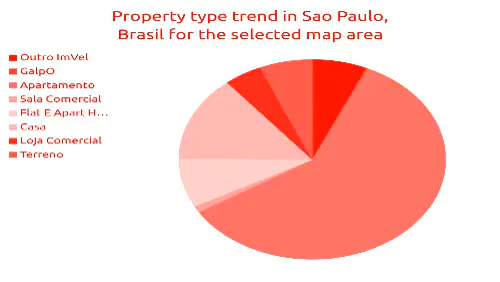 Property type trend in Sao Paulo,
Brasil for the selected map area
Outro ImVel
GalpO
Apartamento
Sala Comercial
Flat E Apart H...
Casa
Loja Comercial
Terreno